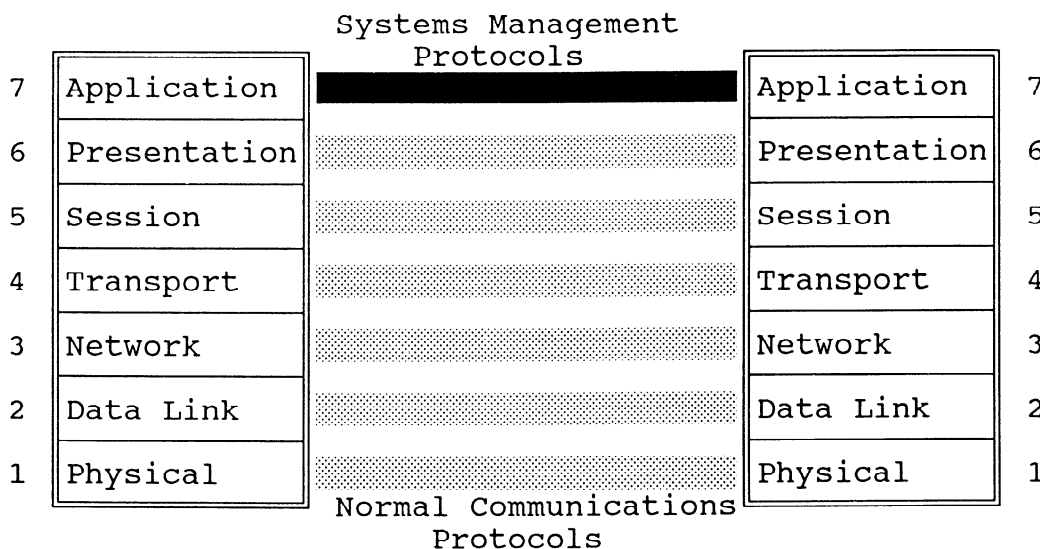 Systems Management
Protocols
7 Application Application 7
6 Presentation Presentation 6
5 Session Session 5
4 Transport Transport 4
3 Network Network 3
2 Data Link Data Link 2
1 Physical Physical 1
Normal Communications
Protocols